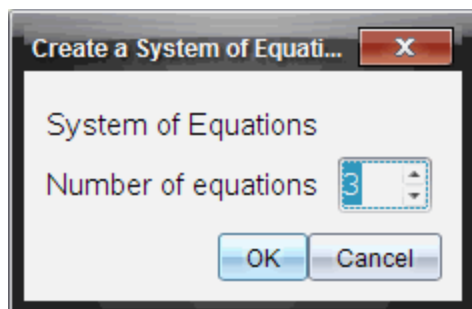 Create a System of Equati...
System of Equations
Number of equations 3
OK Cancel